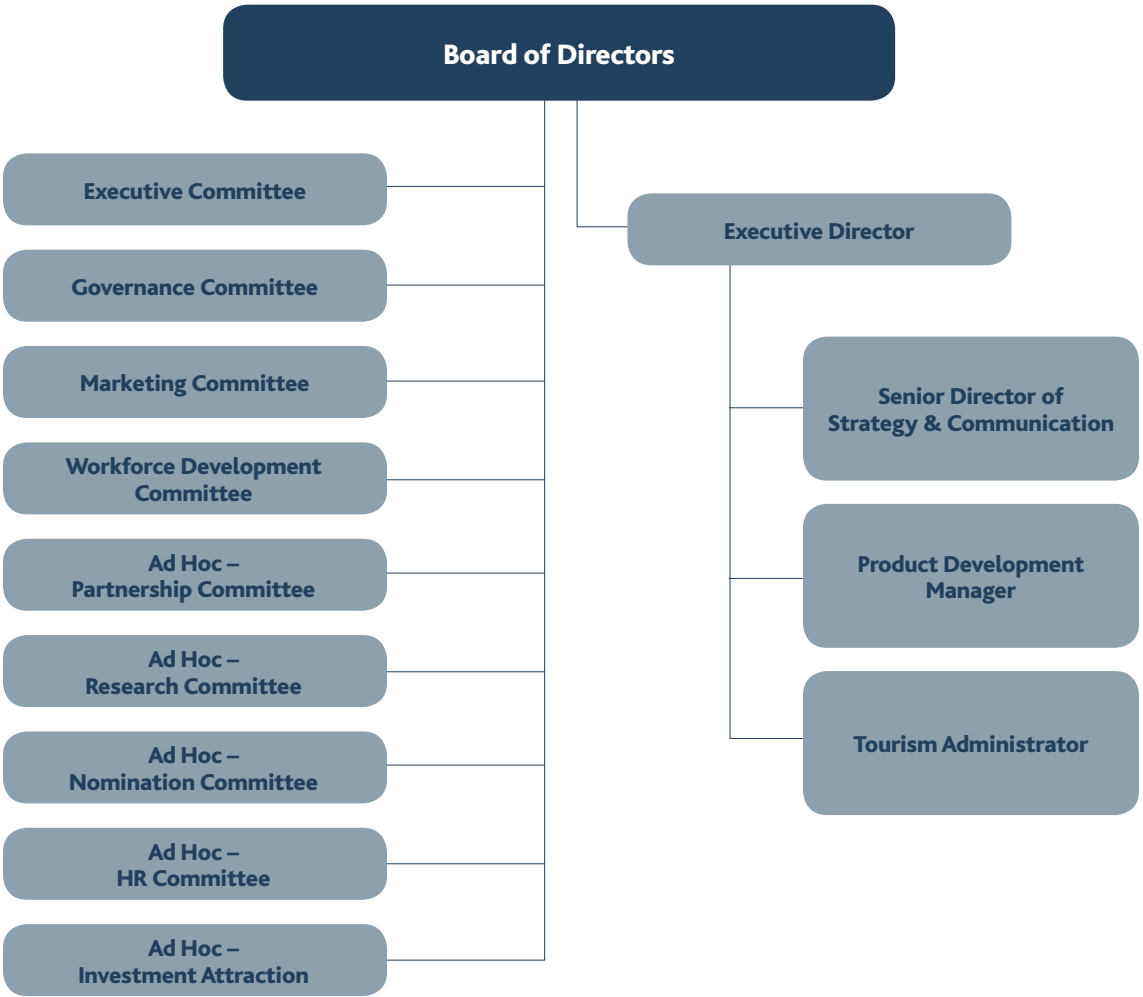 Board of Directors
Executive Committee
Governance Committee
Marketing Committee
Workforce Development
Committee
Ad Hoc –
Partnership Committee
Ad Hoc –
Research Committee
Ad Hoc –
Nomination Committee
Ad Hoc –
HR Committee
Ad Hoc –
Investment Attraction
Executive Director
Senior Director of
Strategy & Communication
Product Development
Manager
Tourism Administrator